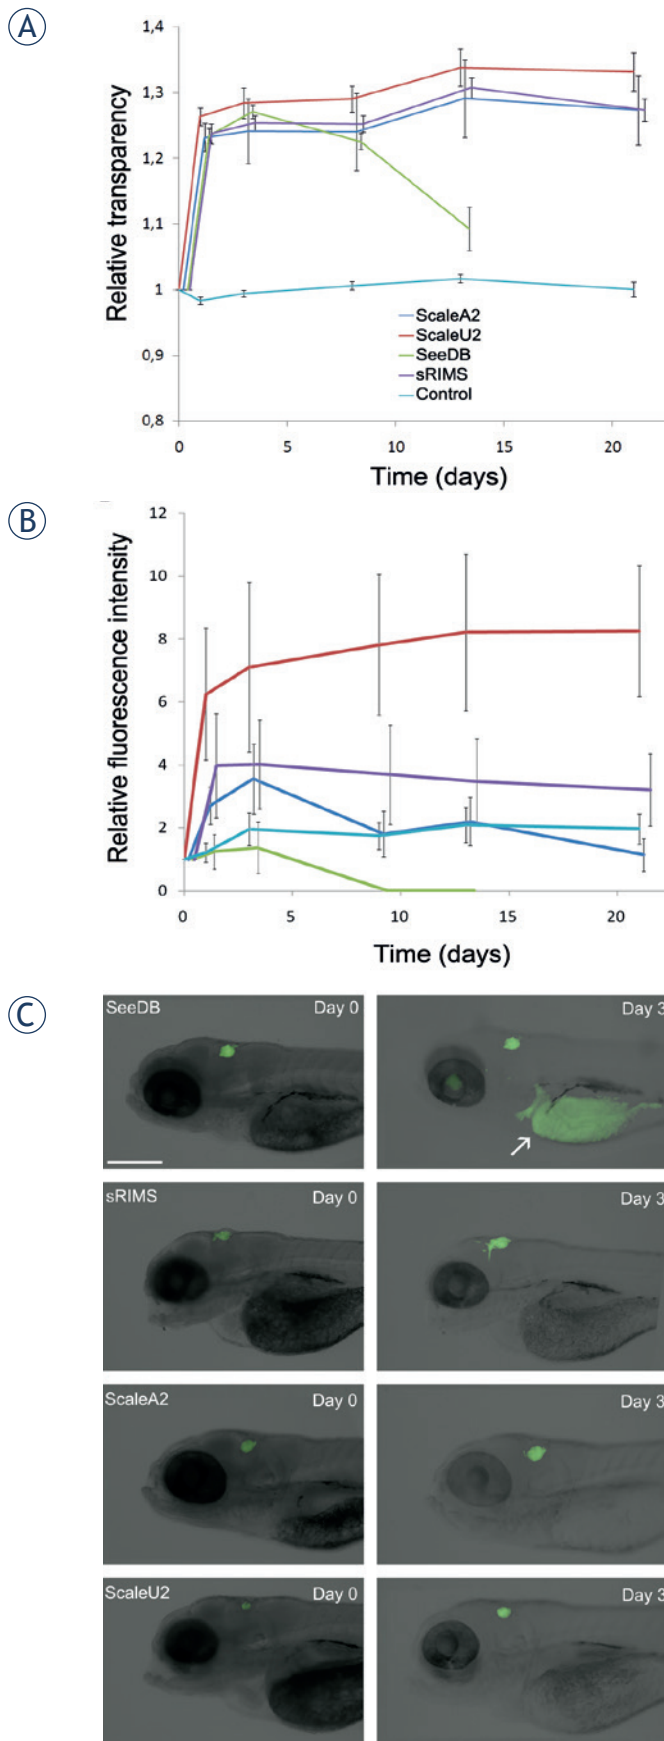 A
1,4
1,3
1,2
1,1
1
0,9
0,8
Relative transparency
ScaleA2
ScaleU2
SeeDB
sRIMS
Control
0 5 10 15 20
Time (days)
B
12
10
8
6
4
2
0
Relative fluorescence intensity
0 5 10 15 20
Time (days)
C
SeeDB Day 0 Day 3
sRIMS Day 0 Day 3
ScaleA2 Day 0 Day 3
ScaleU2 Day 0 Day 3